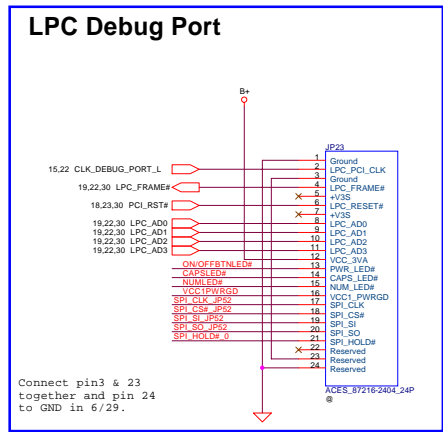 LPC Debug Port
B+
JP23
1 Ground
15,22 CLK_DEBUG_PORT_L 2 LPC_PCI_CLK
3 Ground
19,22,30 LPC_FRAME# 4 LPC_FRAME#
5 +V3S
18,23,30 PCI_RST# 6 LPC_RESET#
7 +V3S
19,22,30 LPC_AD0 8 LPC_AD0
19,22,30 LPC_AD1 9 LPC_AD1
19,22,30 LPC_AD2 10 LPC_AD2
19,22,30 LPC_AD3 11 LPC_AD3
12 VCC_3VA
ON/OFFBTNLED# 13 PWR_LED#
CAPSLED# 14 CAPS_LED#
NUMLED# 15 NUM_LED#
VCC1PWRGD 16 VCC1_PWRGD
SPI_CLK_JP52 17 SPI_CLK
SPI_CS#_JP52 18 SPI_CS#
SPI_SI_JP52 19 SPI_SI
SPI_SO_JP52 20 SPI_SO
SPI_HOLD#_0 21 SPI_HOLD#
22 Reserved
23 Reserved
24 Reserved
ACES_87216-2404_24P
@
Connect pin3 & 23
together and pin 24
to GND in 6/29.